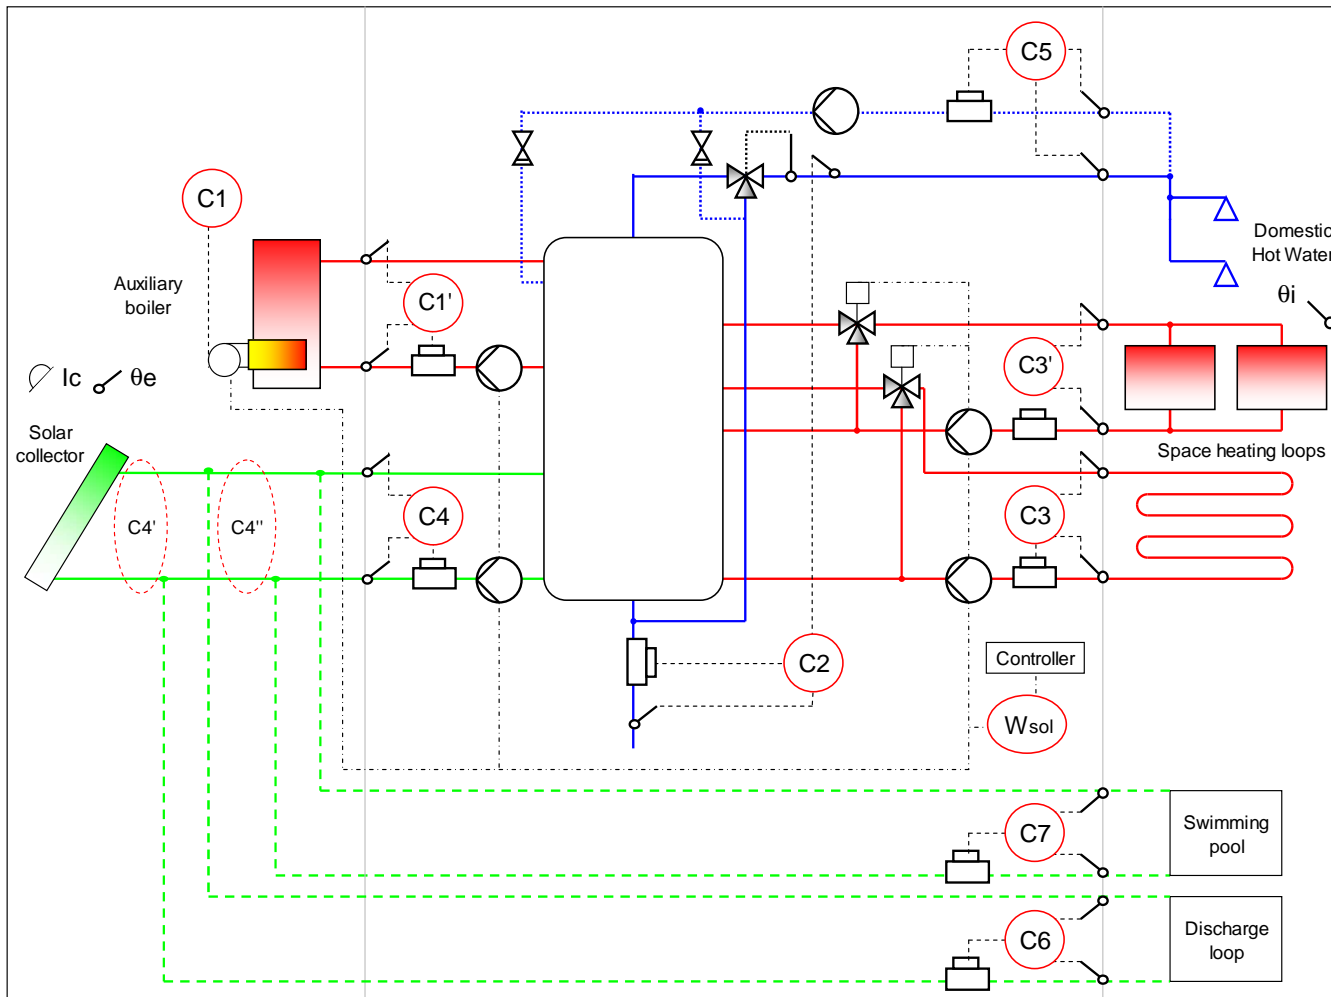 C5
C1
Domestic
Hot Water
Auxiliary
boiler
C1'
θi
C3'
Ic
θe
Solar
collector
Space heating loops
C4'
C4"
C4
C3
C2
Controller
Wsol
C7
Swimming
pool
C6
Discharge
loop